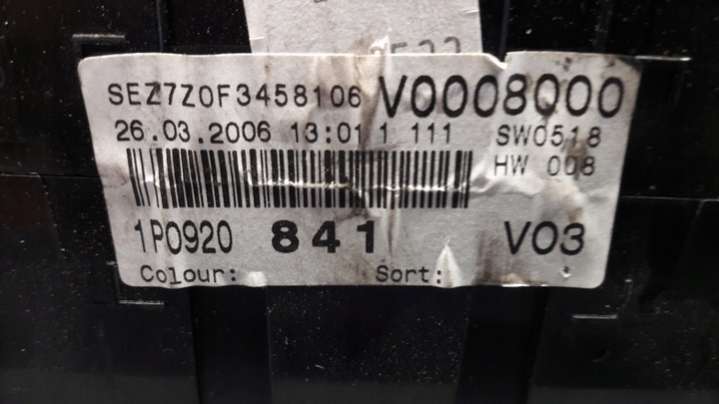 SEZ7Z0F3458106 V0008000
26.03.2006 13:01 1 111 SW0518
HW 008
1P0920 841 V03
Colour: Sort: